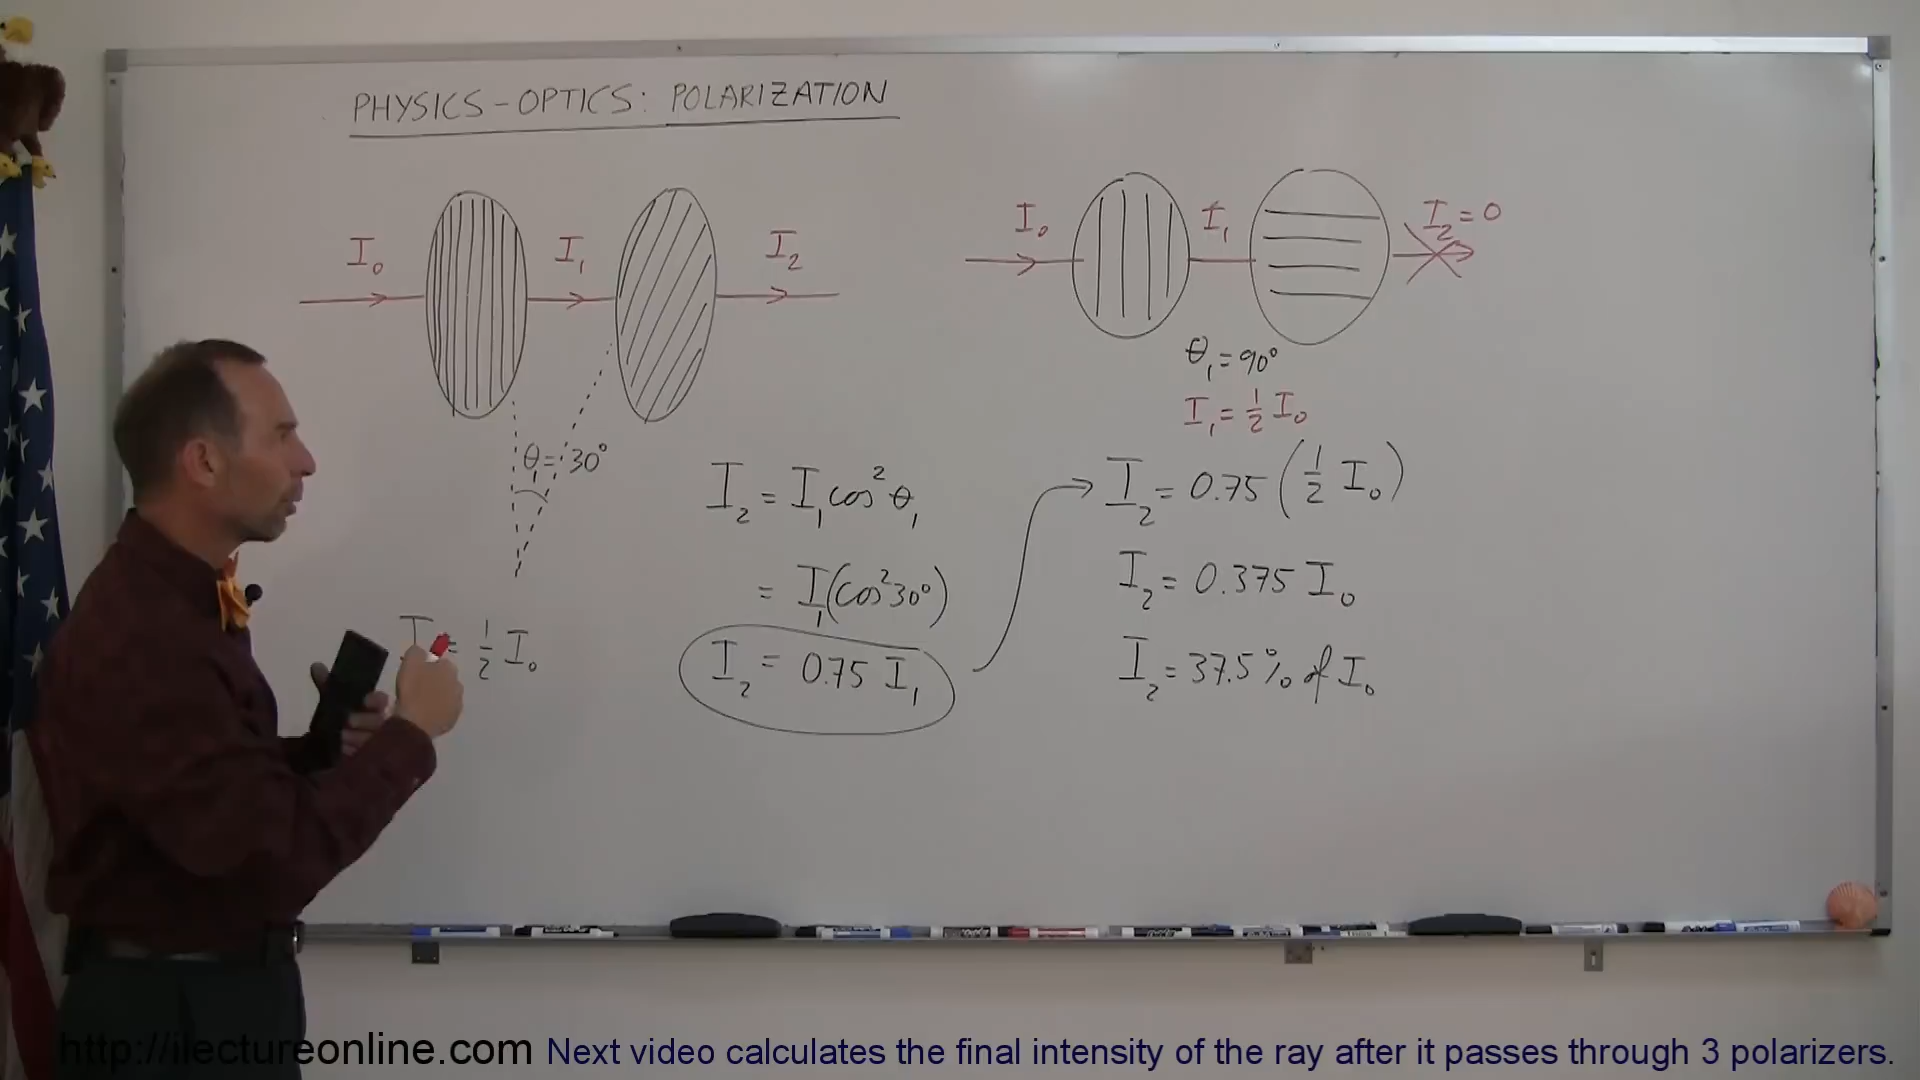 PHYSICS-OPTICS: POLARIZATION
I₀ I₁ I₂
θ₁ = 30°
= ½ I₀
I₂ = I₁ cos² θ₁
= I₁ (cos² 30°)
I₂ = 0.75 I₁
I₀ I₁ I₂ = 0
θ₁ = 90°
I₁ = ½ I₀
I₂ = 0.75 (½ I₀)
I₂ = 0.375 I₀
I₂ = 37.5% of I₀
http://ilectureonline.com Next video calculates the final intensity of the ray after it passes through 3 polarizers.